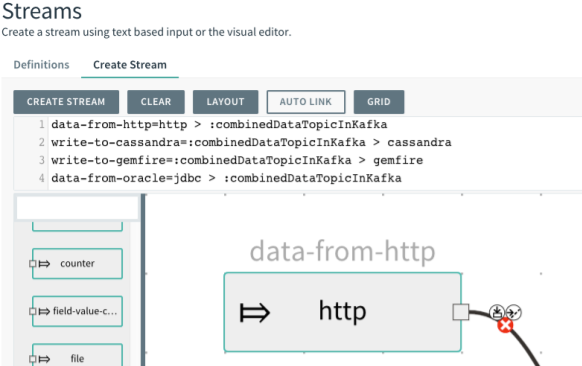 Streams
Create a stream using text based input or the visual editor.
Definitions Create Stream
CREATE STREAM CLEAR LAYOUT AUTO LINK GRID
1 data-from-http=http > :combinedDataTopicInKafka
2 write-to-cassandra=:combinedDataTopicInKafka > cassandra
3 write-to-gemfire=:combinedDataTopicInKafka > gemfire
4 data-from-oracle=jdbc > :combinedDataTopicInKafka
data-from-http
counter
http
field-value-c...
file